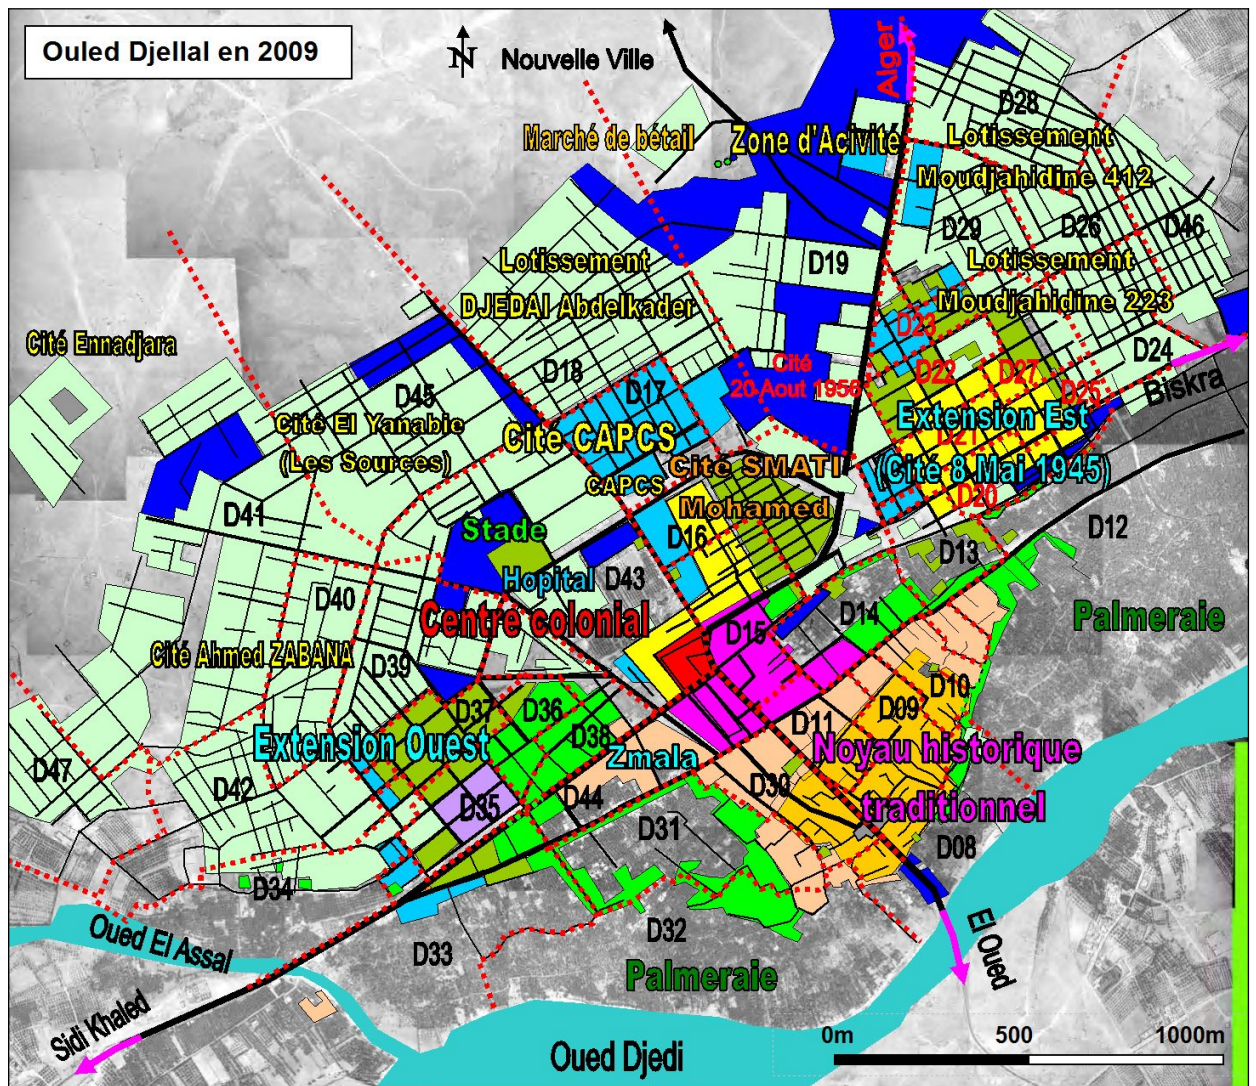 Ouled Djellal en 2009
N
Nouvelle Ville
Alger
Marché de bétail
Zone d'Acivité
D28
Lotissement
Moudjahidine 412
D29
D26
D46
Lotissement
Moudjahidine 223
D19
Lotissement
DJEDAI Abdelkader
Cité Ennadjara
D23
D24
Biskra
D18
D17
D45
Cité
20 Aout 1956
D22
D27
D25
Extension Est
D21
(Cité 8 Mai 1945)
D20
Cité El Yanabie
(Les Sources)
Cite CAPCS
CAPCS
Cite SMATI
Mohamed
D41
Stade
D16
D12
D13
Hopital
D43
D40
Centre colonial
D15
D14
Palmeraie
Cité Ahmed ZABANA
D39
D37
D36
D38
Extension Ouest
Zmala
D11
D09
D10
Noyau historique
traditionnel
D47
D42
D35
D44
D30
D31
D08
D34
D33
D32
Palmeraie
Oued El Assal
Sidi Khaled
El Oued
Oued Djedi
0m 500 1000m